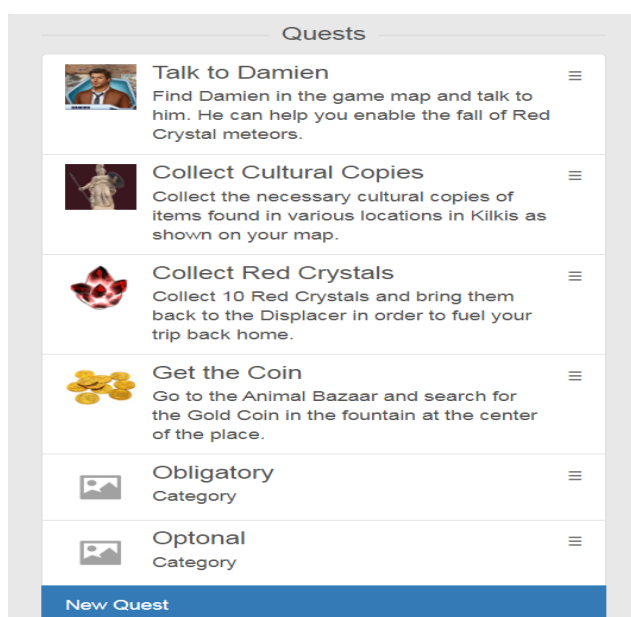 Quests
Talk to Damien
Find Damien in the game map and talk to
him. He can help you enable the fall of Red
Crystal meteors.
Collect Cultural Copies
Collect the necessary cultural copies of
items found in various locations in Kilkis as
shown on your map.
Collect Red Crystals
Collect 10 Red Crystals and bring them
back to the Displacer in order to fuel your
trip back home.
Get the Coin
Go to the Animal Bazaar and search for
the Gold Coin in the fountain at the center
of the place.
Obligatory
Category
Optonal
Category
New Quest